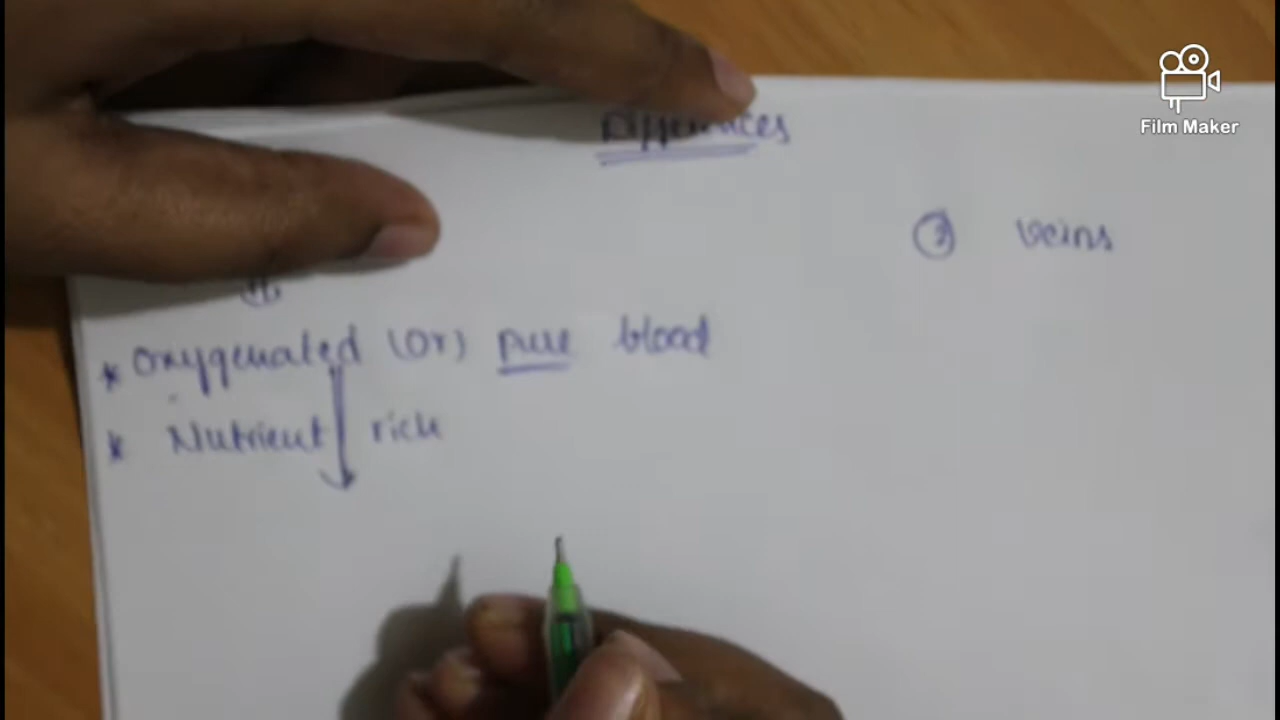 Differences
② veins
* Oxygenated (or) pure blood
* Nutrient rich
Film Maker